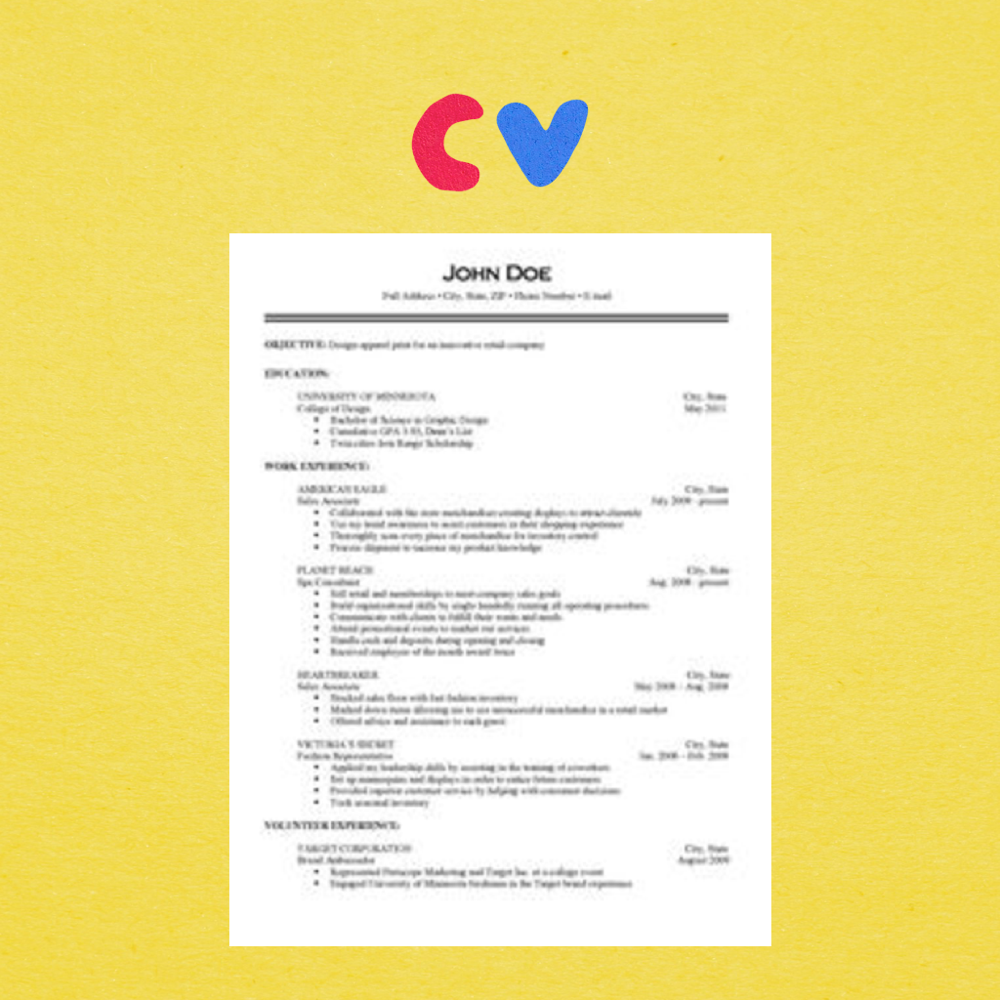 CV
JOHN DOE
Full Address • City, State, ZIP • Phone Number • E-mail
OBJECTIVE: Design apparel print for an innovative retail company
EDUCATION:
UNIVERSITY OF MINNESOTA City, State
College of Design May 2011
Bachelor of Science in Graphic Design
Cumulative GPA 3.93, Dean's List
Twin cities Iron Range Scholarship
WORK EXPERIENCE:
AMERICAN EAGLE City, State
Sales Associate July 2009 - present
Collaborated with the store merchandiser creating displays to attract clientele
Use my trend awareness to assist customers in their shopping experience
Thoroughly scan every piece of merchandise for inventory control
Process shipment to increase my product knowledge
PLANET BEACH City, State
Spa Consultant Aug. 2008 - present
Sell retail and memberships to meet company sales goals
Build organizational skills by single handedly running all operating procedures
Communicate with clients to fulfill their wants and needs
Attend promotional events to market our services
Handle cash and deposits during opening and closing
Received employee of the month award twice
HEARTBREAKER City, State
Sales Associate May 2008 - Aug. 2008
Stocked sales floor with fast fashion inventory
Marked down items allowing me to see unsuccessful merchandise in a retail market
Offered advice and assistance to each guest
VICTORIA'S SECRET City, State
Fashion Representative Jan. 2006 - Feb. 2009
Applied my leadership skills by assisting in the training of coworkers
Set up mannequins and displays in order to entice future customers
Provided superior customer service by helping with consumer decisions
Took seasonal inventory
VOLUNTEER EXPERIENCE:
TARGET CORPORATION City, State
Brand Ambassador August 2009
Represented Periscope Marketing and Target Inc. at a college event
Engaged University of Minnesota freshmen in the Target brand experience